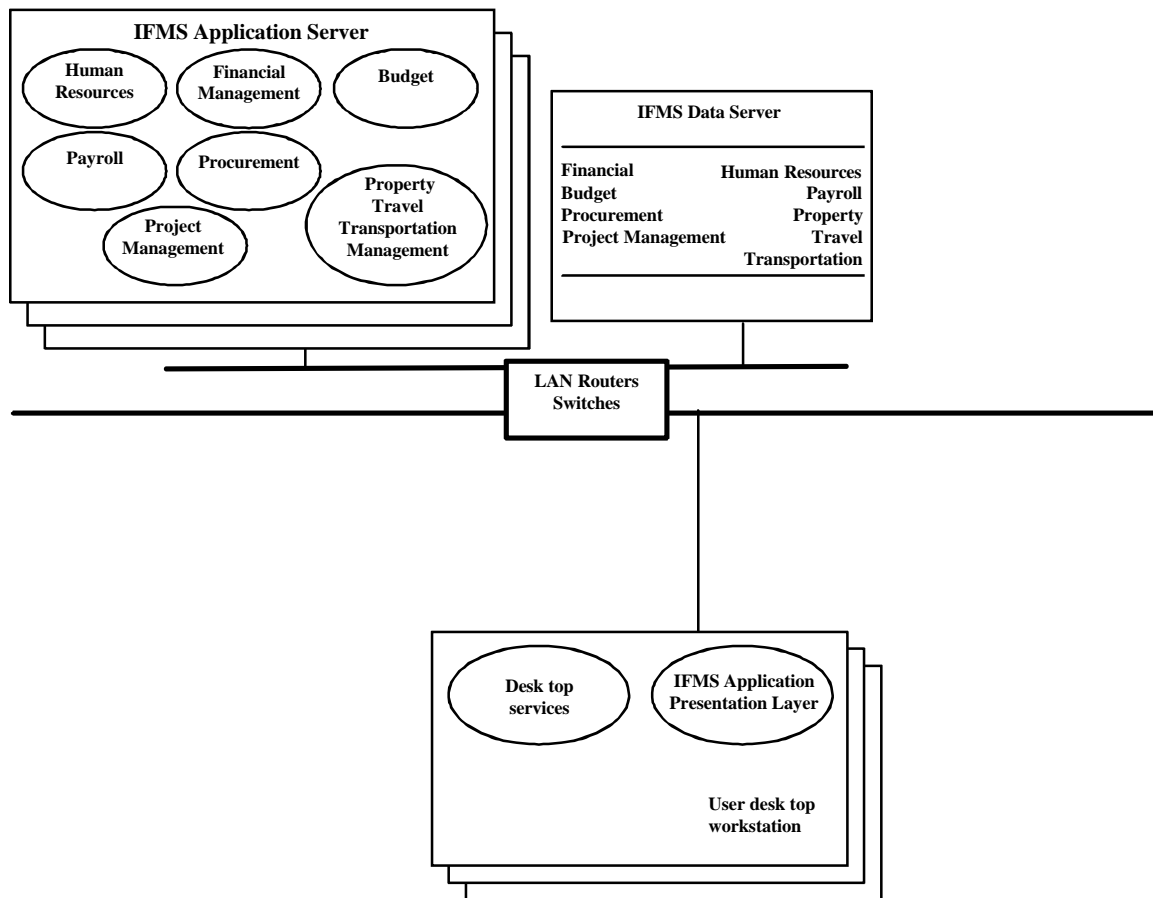 IFMS Application Server
Human
Resources
Financial
Management
Budget
Payroll
Procurement
Property
Travel
Transportation
Management
Project
Management
IFMS Data Server
Financial
Budget
Procurement
Project Management
Human Resources
Payroll
Property
Travel
Transportation
LAN Routers
Switches
Desk top
services
IFMS Application
Presentation Layer
User desk top
workstation